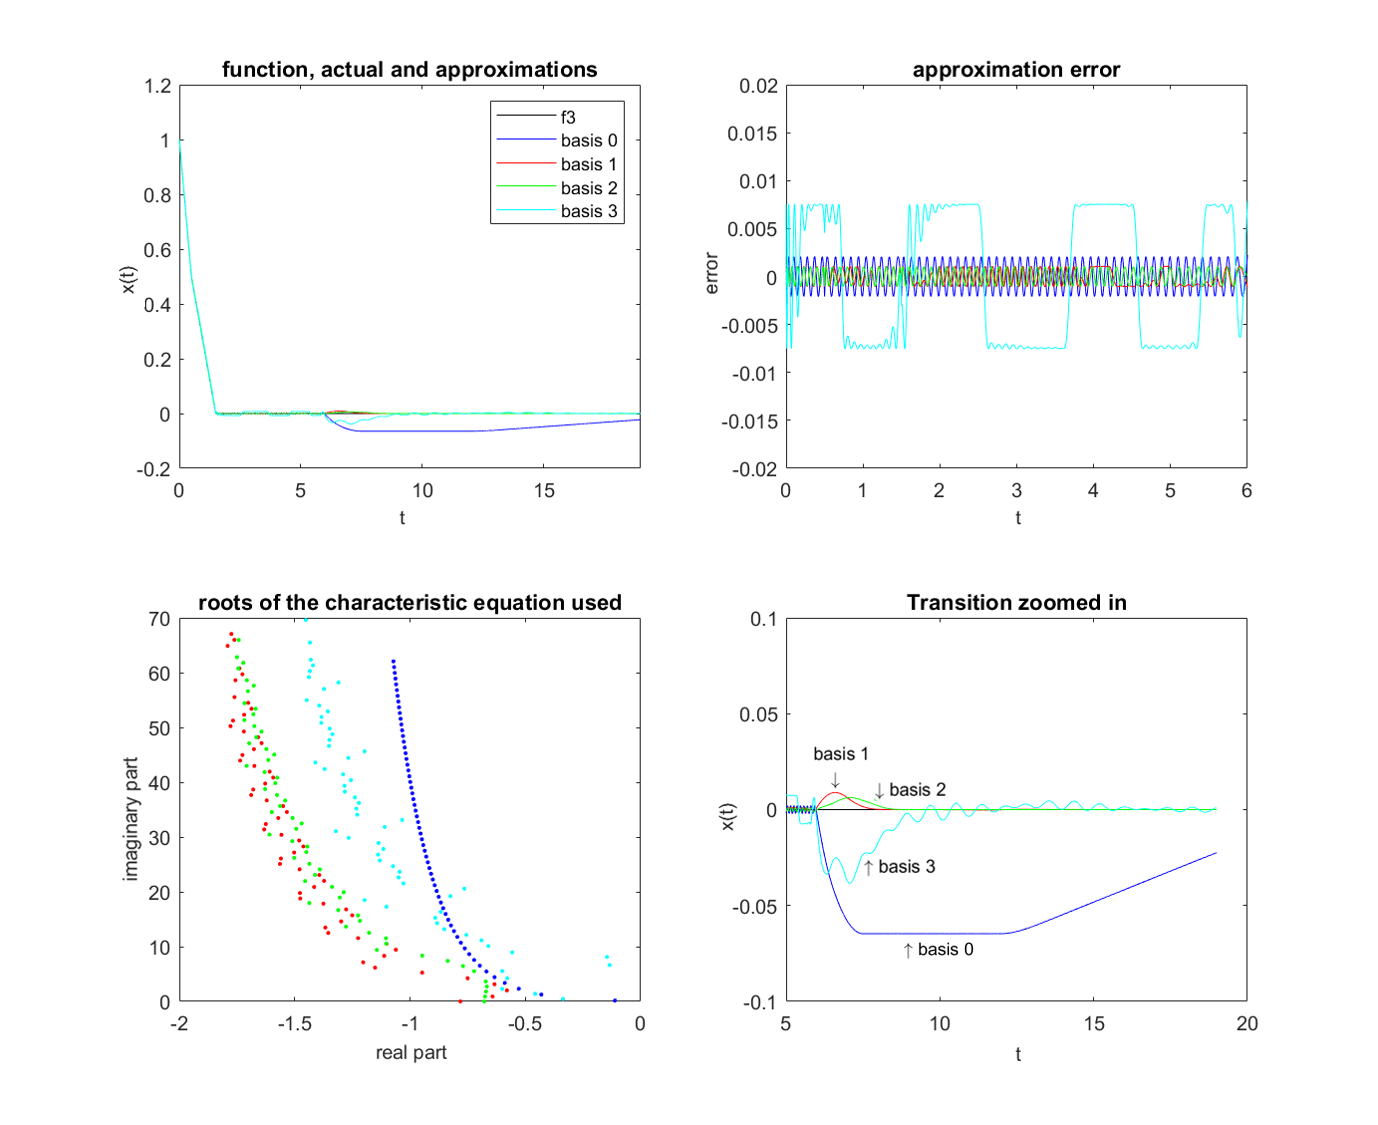 function, actual and approximations
1.2
1
0.8
0.6
0.4
0.2
0
-0.2
x(t)
f3
basis 0
basis 1
basis 2
basis 3
0 5 10 15
t
approximation error
0.02
0.015
0.01
0.005
0
-0.005
-0.01
-0.015
-0.02
error
0 1 2 3 4 5 6
t
roots of the characteristic equation used
70
60
50
40
30
20
10
0
imaginary part
-2 -1.5 -1 -0.5 0
real part
Transition zoomed in
0.1
0.05
0
-0.05
-0.1
x(t)
basis 1
↓
↓ basis 2
↑ basis 3
↑ basis 0
5 10 15 20
t